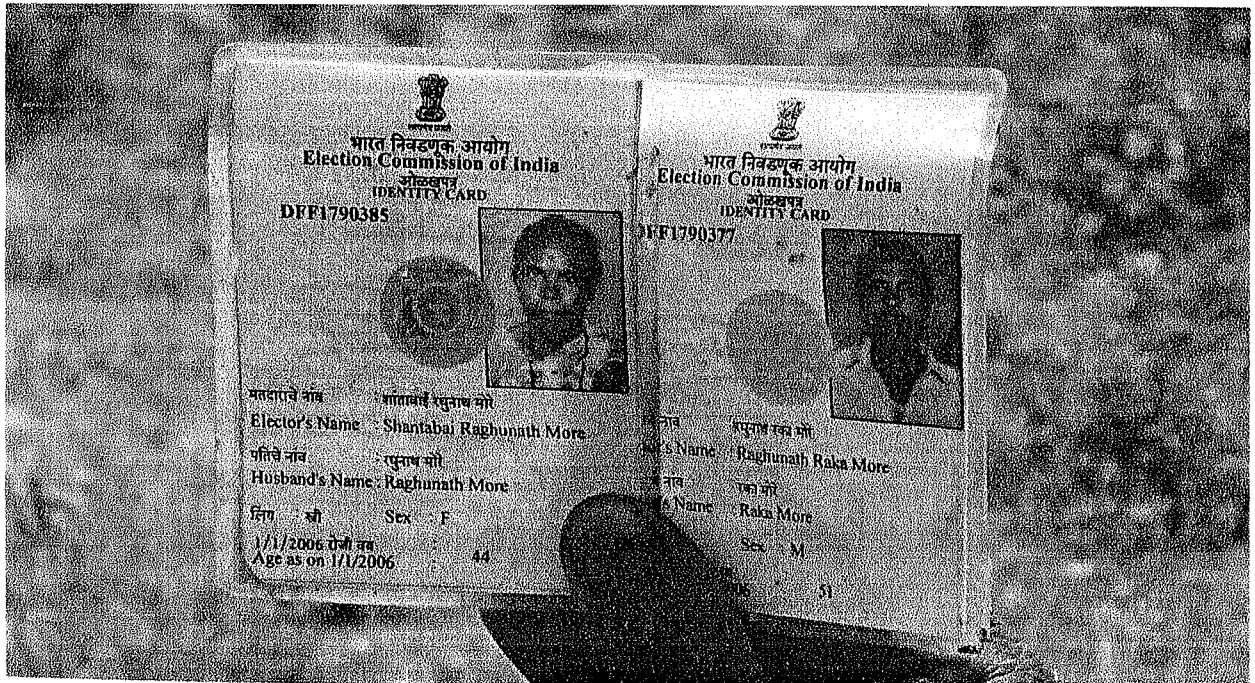 भारत निवडणूक आयोग
Election Commission of India
ओळखपत्र
IDENTITY CARD
DFF1790385
मतदाराचे नांव : शांताबाई रघुनाथ मोरे
Elector's Name : Shantabai Raghunath More
पतिचे नांव : रघुनाथ मोरे
Husband's Name : Raghunath More
लिंग : स्त्री Sex : F
1/1/2006 रोजी वय
Age as on 1/1/2006 : 44
भारत निवडणूक आयोग
Election Commission of India
ओळखपत्र
IDENTITY CARD
FF1790377
नांव रघुनाथ रका मोरे
's Name : Raghunath Raka More
नाव रका मोरे
Name Raka More
Sex : M
06 : 51